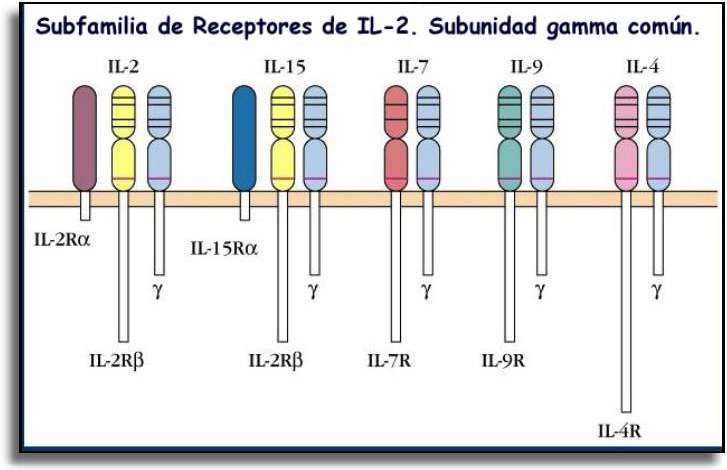 Subfamilia de Receptores de IL-2. Subunidad gamma común.
IL-2 IL-15 IL-7 IL-9 IL-4
IL-2Rα IL-15Rα
γ γ γ γ γ
IL-2Rβ IL-2Rβ IL-7R IL-9R
IL-4R